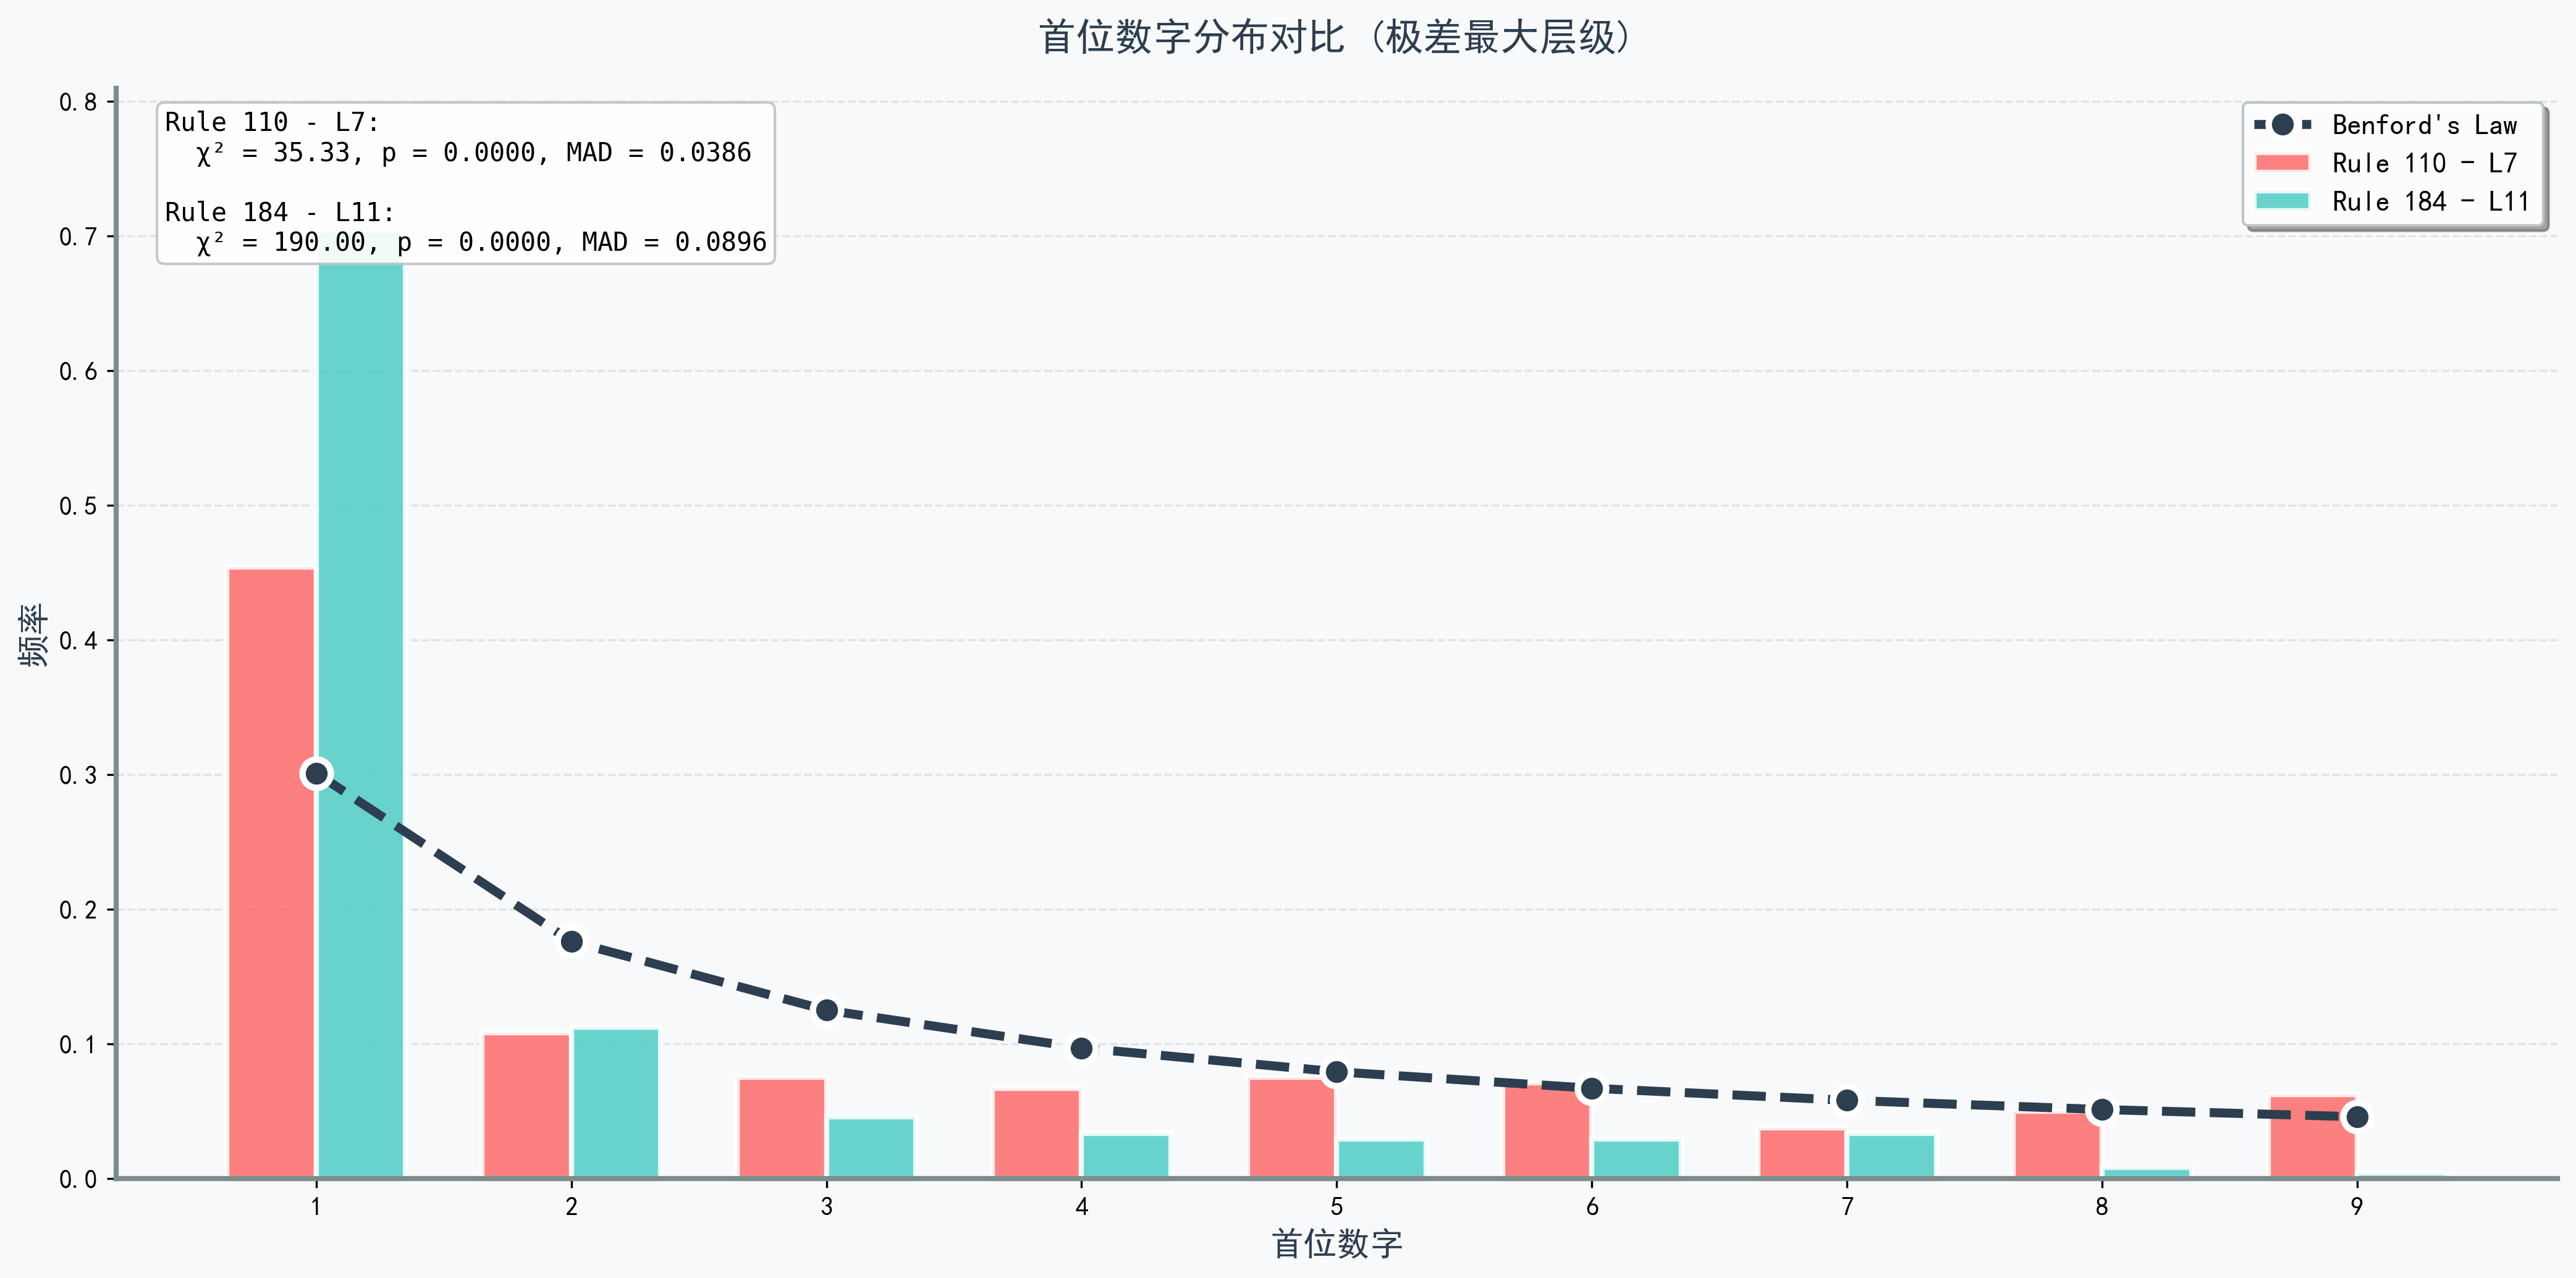 首位数字分布对比 (极差最大层级)
Rule 110 - L7:
χ² = 35.33, p = 0.0000, MAD = 0.0386
Rule 184 - L11:
χ² = 190.00, p = 0.0000, MAD = 0.0896
Benford's Law
Rule 110 - L7
Rule 184 - L11
频率
0.8
0.7
0.6
0.5
0.4
0.3
0.2
0.1
0.0
1 2 3 4 5 6 7 8 9
首位数字